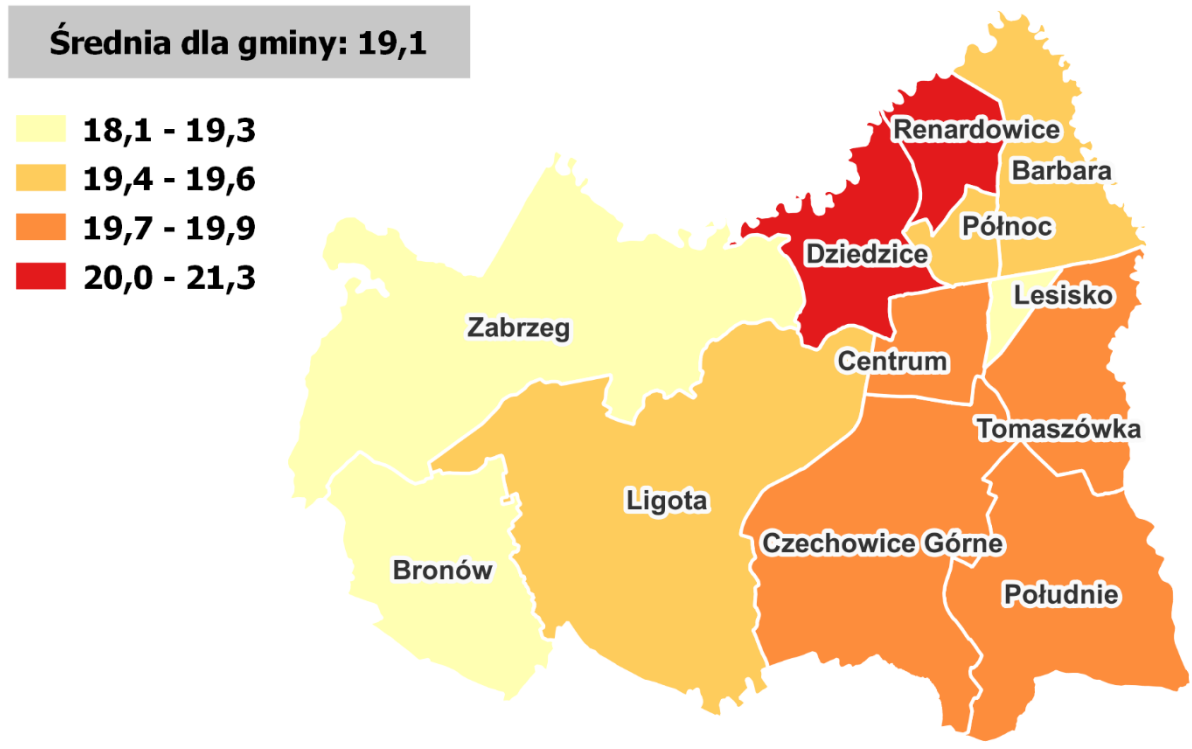 Średnia dla gminy: 19,1
18,1 - 19,3
19,4 - 19,6
19,7 - 19,9
20,0 - 21,3
Renardowice
Barbara
Północ
Dziedzice
Lesisko
Zabrzeg
Centrum
Tomaszówka
Ligota
Czechowice Górne
Bronów
Południe